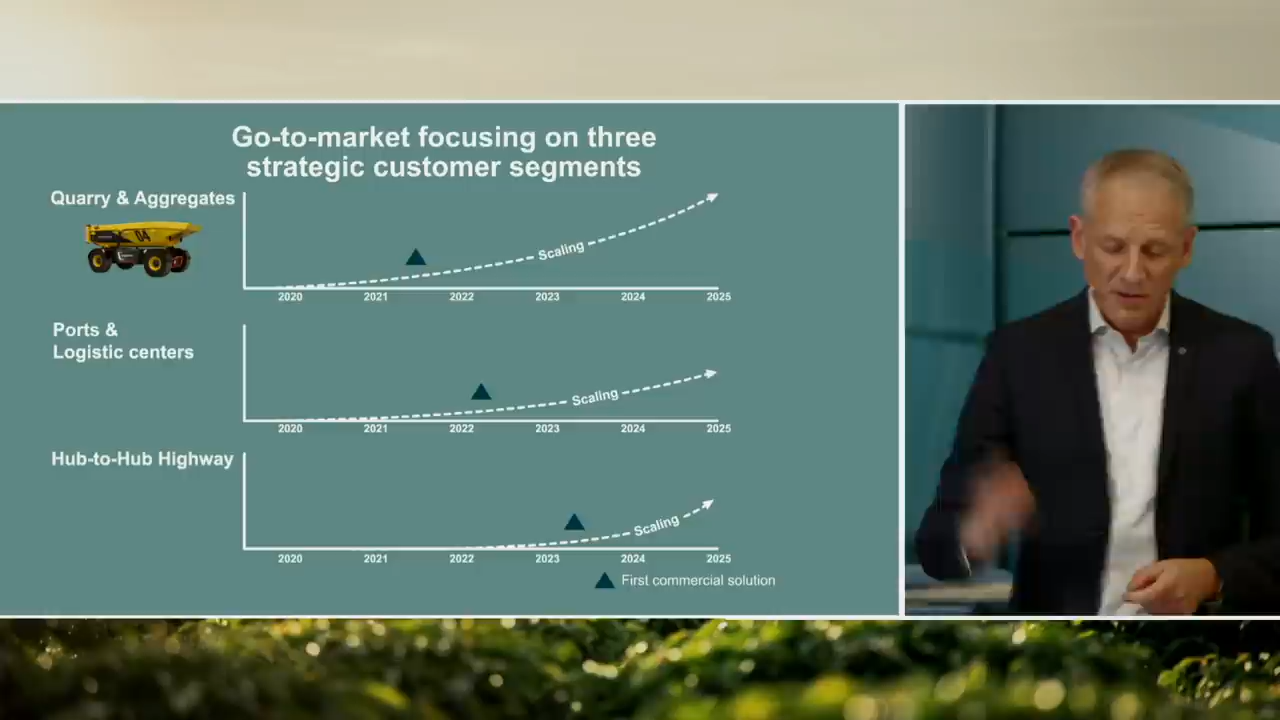 Go-to-market focusing on three
strategic customer segments
Quarry & Aggregates
04
Scaling
2020 2021 2022 2023 2024 2025
Ports &
Logistic centers
Scaling
2020 2021 2022 2023 2024 2025
Hub-to-Hub Highway
Scaling
2020 2021 2022 2023 2024 2025
First commercial solution